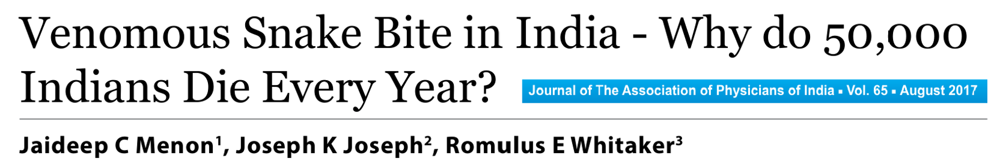 Venomous Snake Bite in India - Why do 50,000
Indians Die Every Year?
Journal of The Association of Physicians of India ▪ Vol. 65 ▪ August 2017
Jaideep C Menon¹, Joseph K Joseph², Romulus E Whitaker³